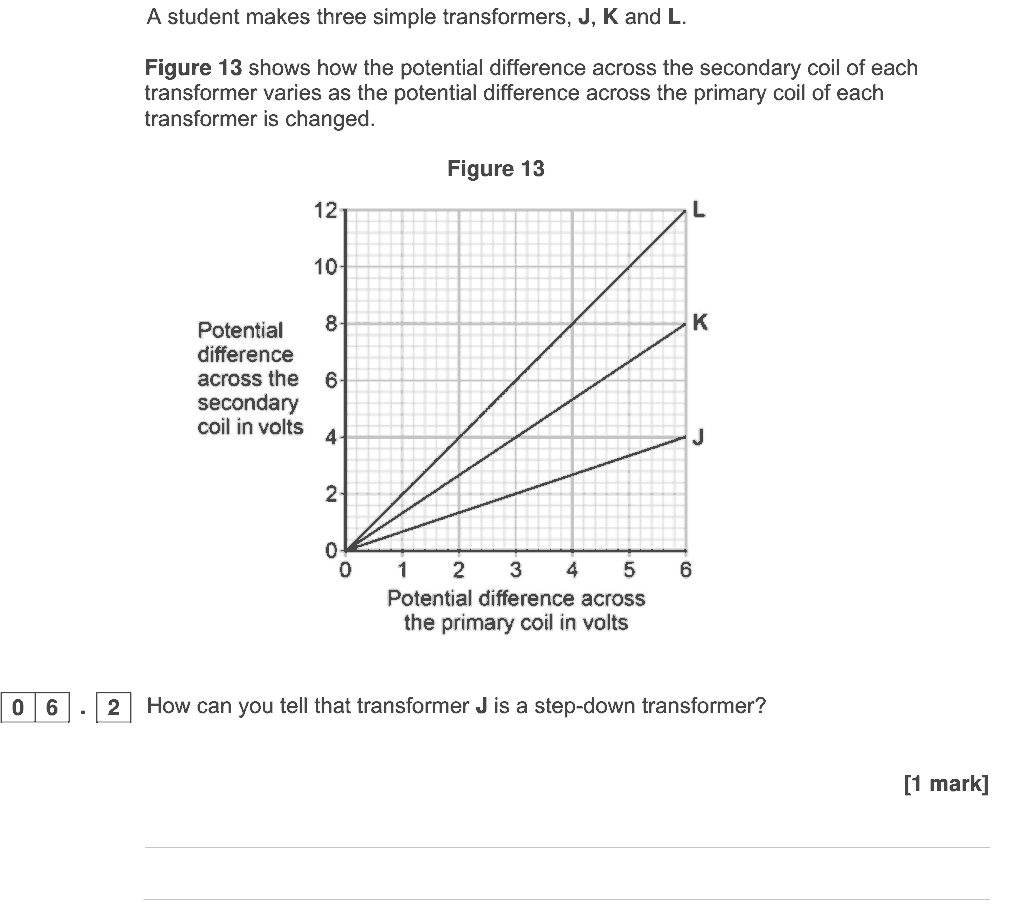 A student makes three simple transformers, J, K and L.
Figure 13 shows how the potential difference across the secondary coil of each
transformer varies as the potential difference across the primary coil of each
transformer is changed.
Figure 13
12
10
8
6
4
2
0
L
K
J
Potential
difference
across the
secondary
coil in volts
0 1 2 3 4 5 6
Potential difference across
the primary coil in volts
0 6 . 2 How can you tell that transformer J is a step-down transformer?
[1 mark]